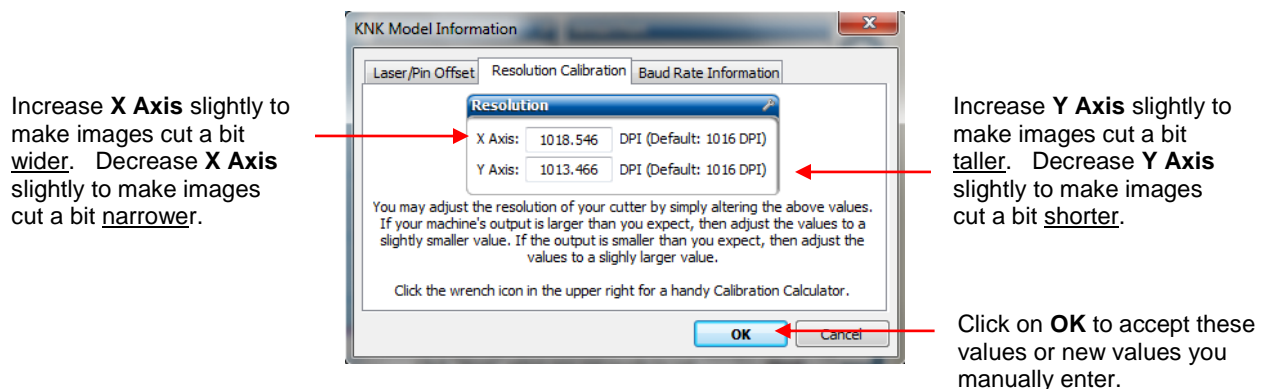 KNK Model Information
Laser/Pin Offset
Resolution Calibration
Baud Rate Information
Resolution
X Axis: 1018.546 DPI (Default: 1016 DPI)
Y Axis: 1013.466 DPI (Default: 1016 DPI)
You may adjust the resolution of your cutter by simply altering the above values.
If your machine's output is larger than you expect, then adjust the values to a
slightly smaller value. If the output is smaller than you expect, then adjust the
values to a slighly larger value.
Click the wrench icon in the upper right for a handy Calibration Calculator.
OK
Cancel
Increase X Axis slightly to
make images cut a bit
wider. Decrease X Axis
slightly to make images
cut a bit narrower.
Increase Y Axis slightly to
make images cut a bit
taller. Decrease Y Axis
slightly to make images
cut a bit shorter.
Click on OK to accept these
values or new values you
manually enter.